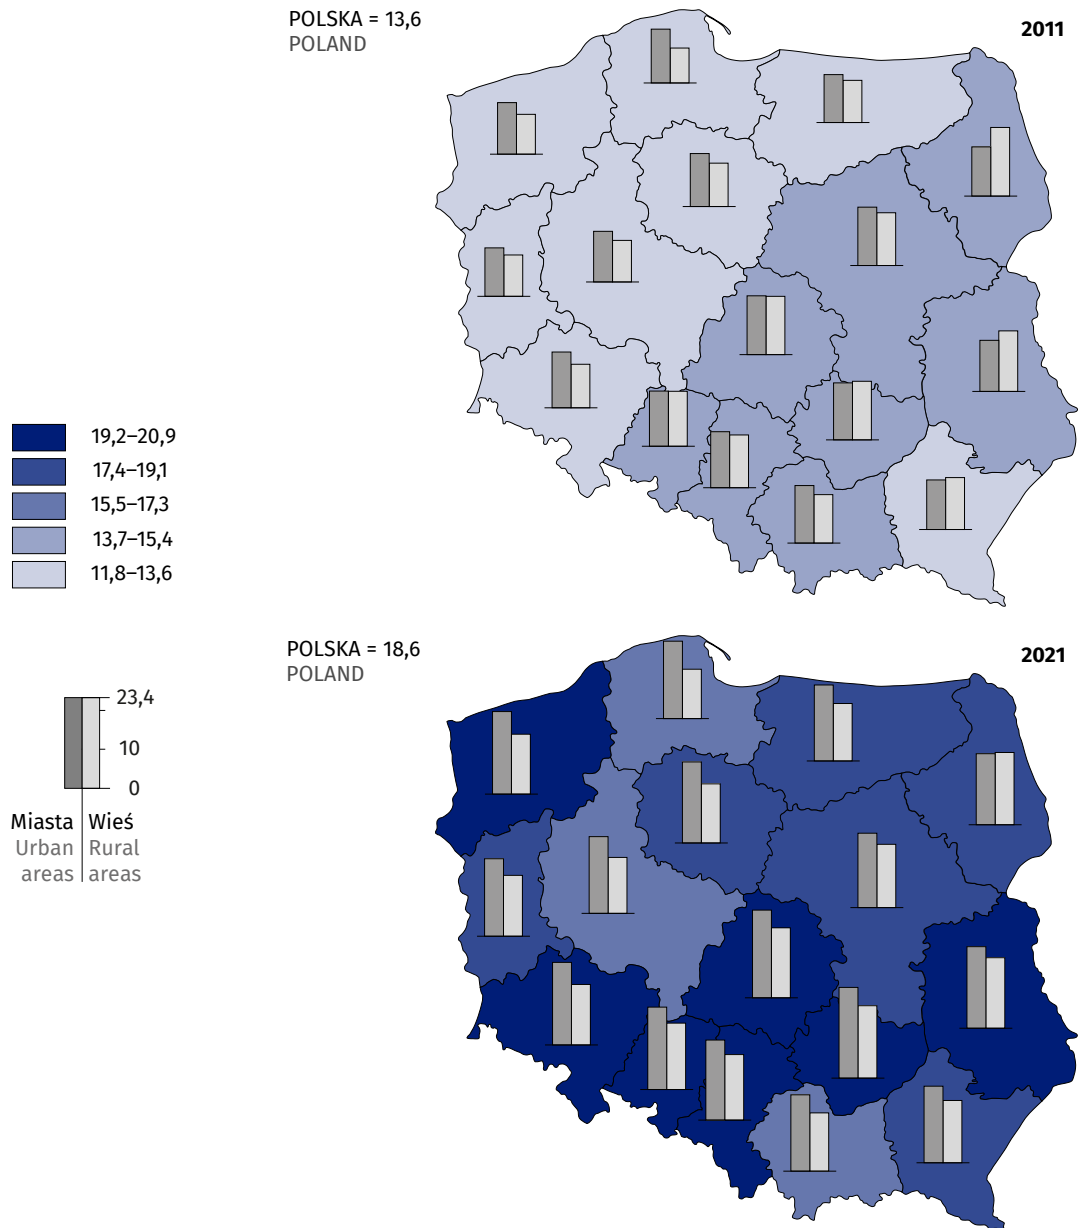 POLSKA = 13,6
POLAND
2011
19,2–20,9
17,4–19,1
15,5–17,3
13,7–15,4
11,8–13,6
POLSKA = 18,6
POLAND
2021
23,4
10
0
Miasta Wieś
Urban Rural
areas areas